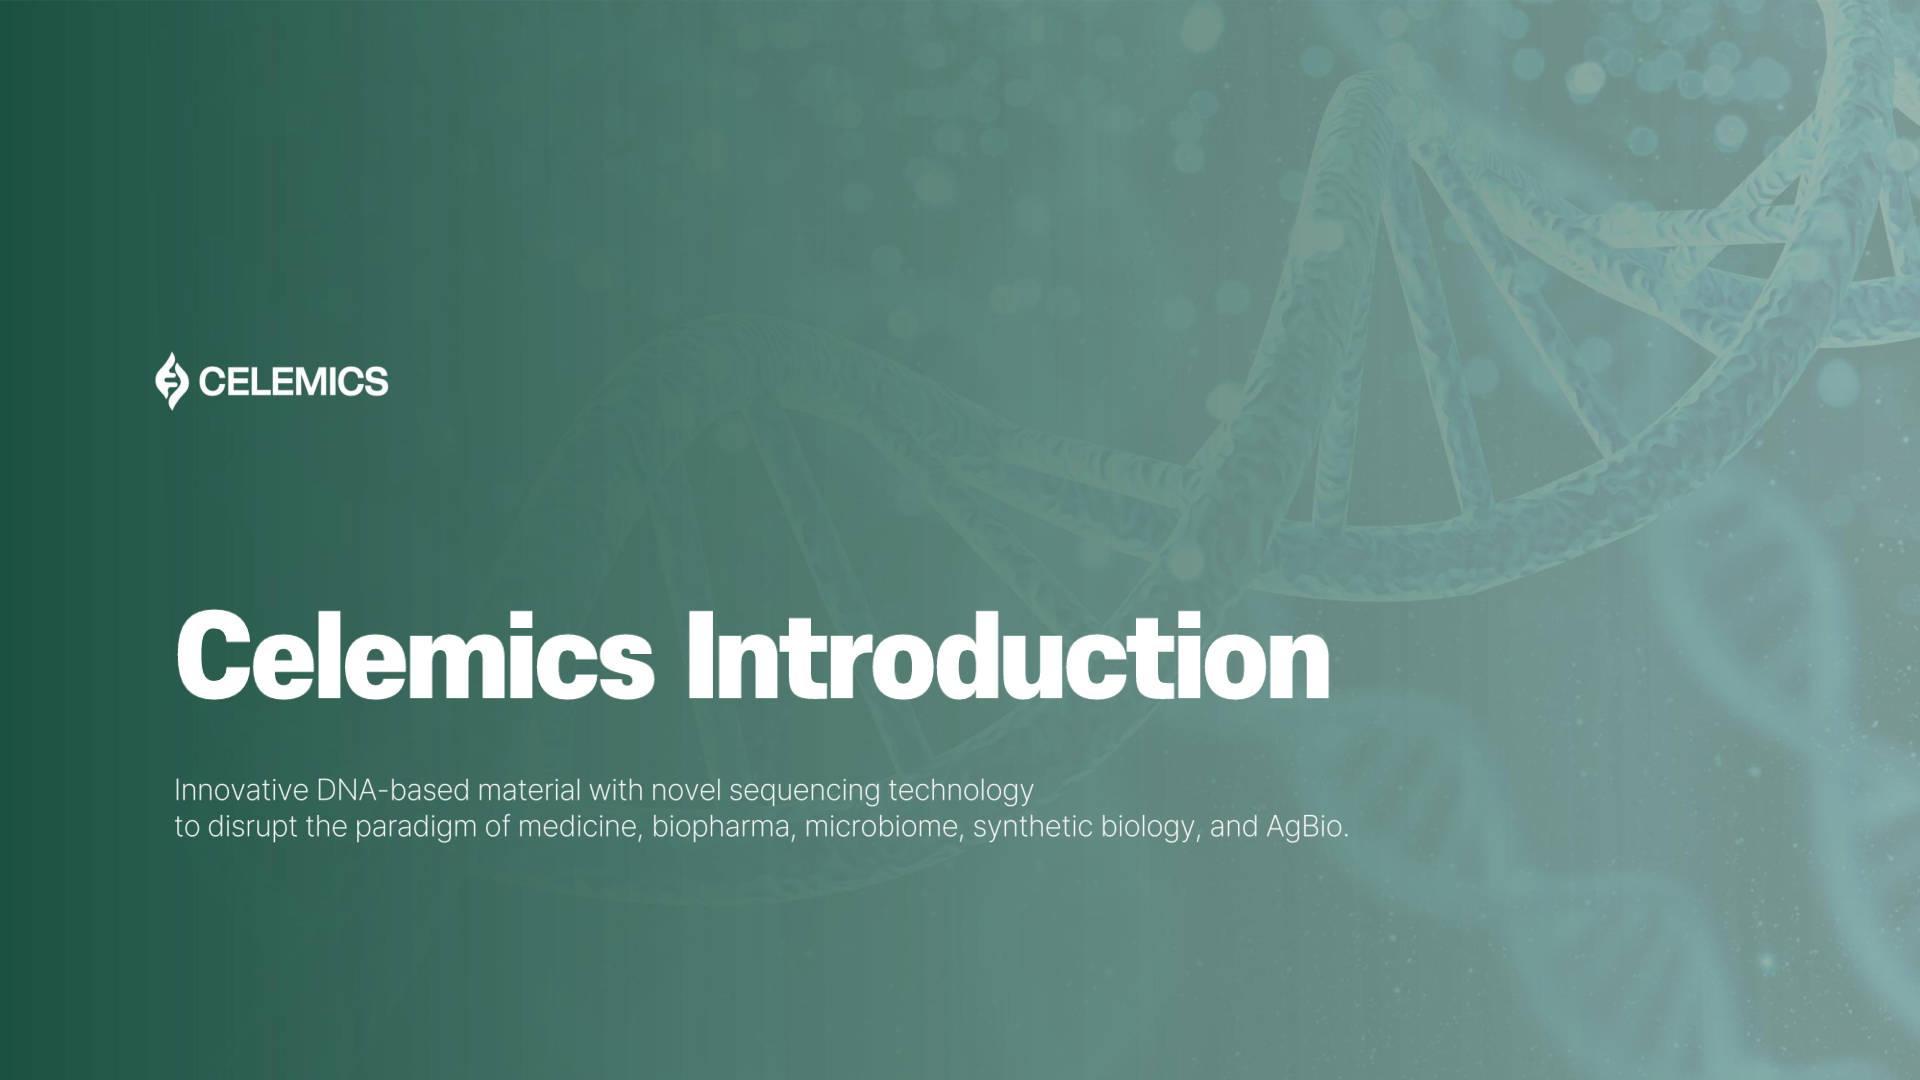 CELEMICS
Celemics Introduction
Innovative DNA-based material with novel sequencing technology
to disrupt the paradigm of medicine, biopharma, microbiome, synthetic biology, and AgBio.